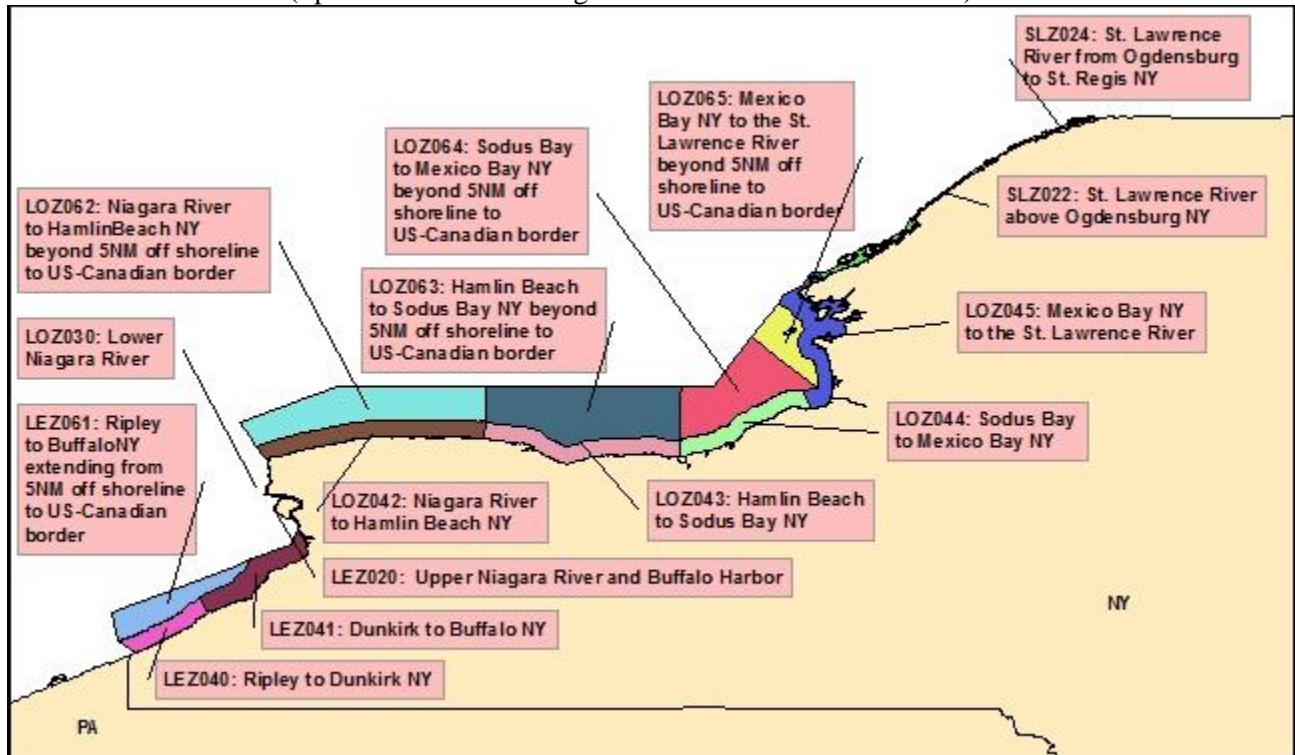 SLZ024: St. Lawrence
River from Ogdensburg
to St. Regis NY
LOZ065: Mexico
Bay NY to the St.
Lawrence River
beyond 5NM off
shoreline to
US-Canadian border
LOZ064: Sodus Bay
to Mexico Bay NY
beyond 5NM off
shoreline to
US-Canadian border
SLZ022: St. Lawrence River
above Ogdensburg NY
LOZ062: Niagara River
to HamlinBeach NY
beyond 5NM off shoreline
to US-Canadian border
LOZ063: Hamlin Beach
to Sodus Bay NY beyond
5NM off shoreline to
US-Canadian border
LOZ045: Mexico Bay NY
to the St. Lawrence River
LOZ030: Lower
Niagara River
LEZ061: Ripley
to BuffaloNY
extending from
5NM off shoreline
to US-Canadian
border
LOZ044: Sodus Bay
to Mexico Bay NY
LOZ042: Niagara River
to Hamlin Beach NY
LOZ043: Hamlin Beach
to Sodus Bay NY
LEZ020: Upper Niagara River and Buffalo Harbor
NY
LEZ041: Dunkirk to Buffalo NY
LEZ040: Ripley to Dunkirk NY
PA